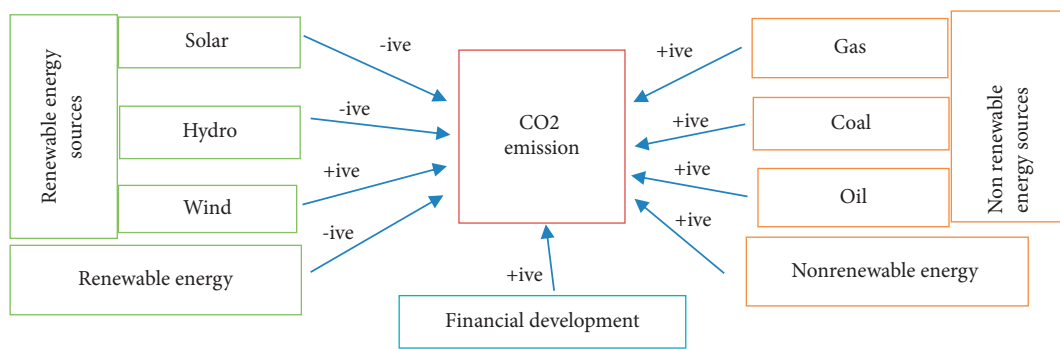 Renewable energy
sources
Solar
Hydro
Wind
Renewable energy
-ive
-ive
+ive
-ive
CO2
emission
+ive
Financial development
+ive
+ive
+ive
+ive
Gas
Coal
Oil
Nonrenewable energy
Non renewable
energy sources